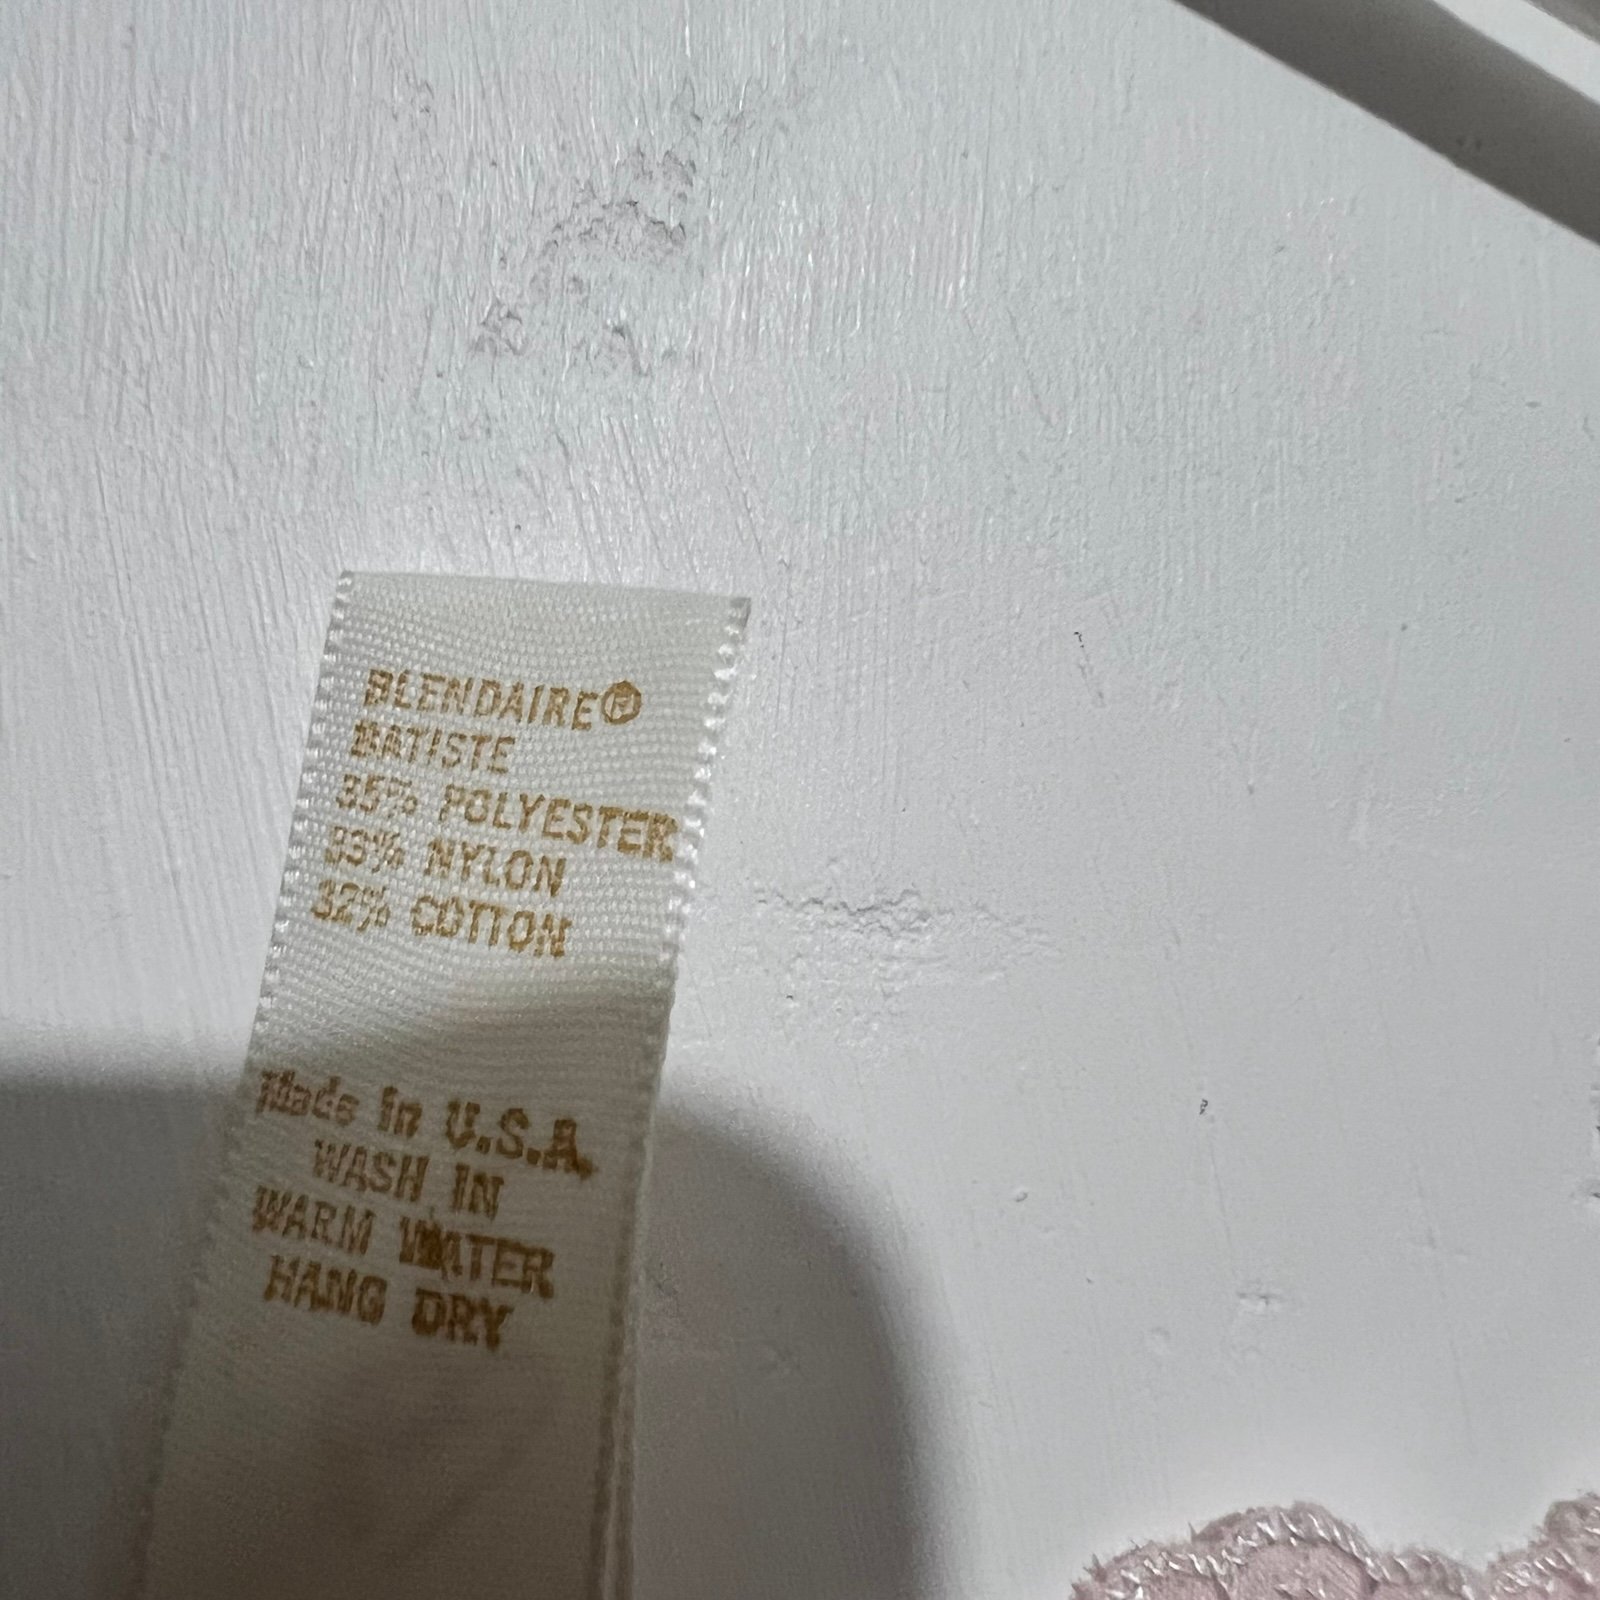 BLENDAIRE®
BATISTE
35% POLYESTER
33% NYLON
32% COTTON
Made in U.S.A.
WASH IN
WARM WATER
HANG DRY